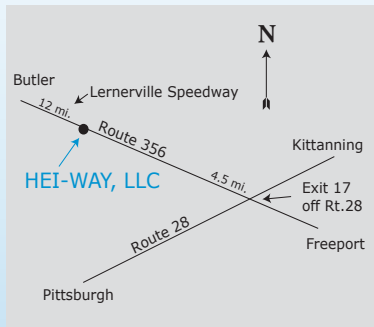 N
Butler
Lernerville Speedway
12 mi.
Route 356
HEI-WAY, LLC
Kittanning
4.5 mi.
Exit 17
off Rt.28
Route 28
Freeport
Pittsburgh